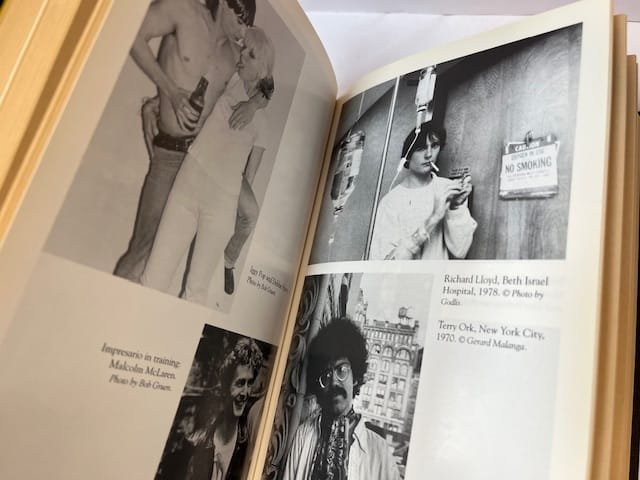 Iggy Pop and
Photo by Bob Gruen.
Impresario in training:
Malcolm McLaren.
Photo by Bob Gruen.
CAUTION
OXYGEN IN USE
NO SMOKING
Richard Lloyd, Beth Israel
Hospital, 1978. © Photo by
Godlis.
Terry Ork, New York City,
1970. © Gerard Malanga.